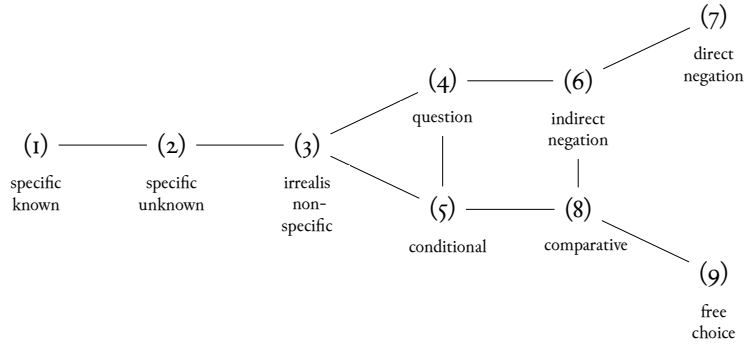 (7)
direct
negation
(4)
question
(6)
indirect
negation
(1)
specific
known
(2)
specific
unknown
(3)
irrealis
non-
specific
(5)
conditional
(8)
comparative
(9)
free
choice